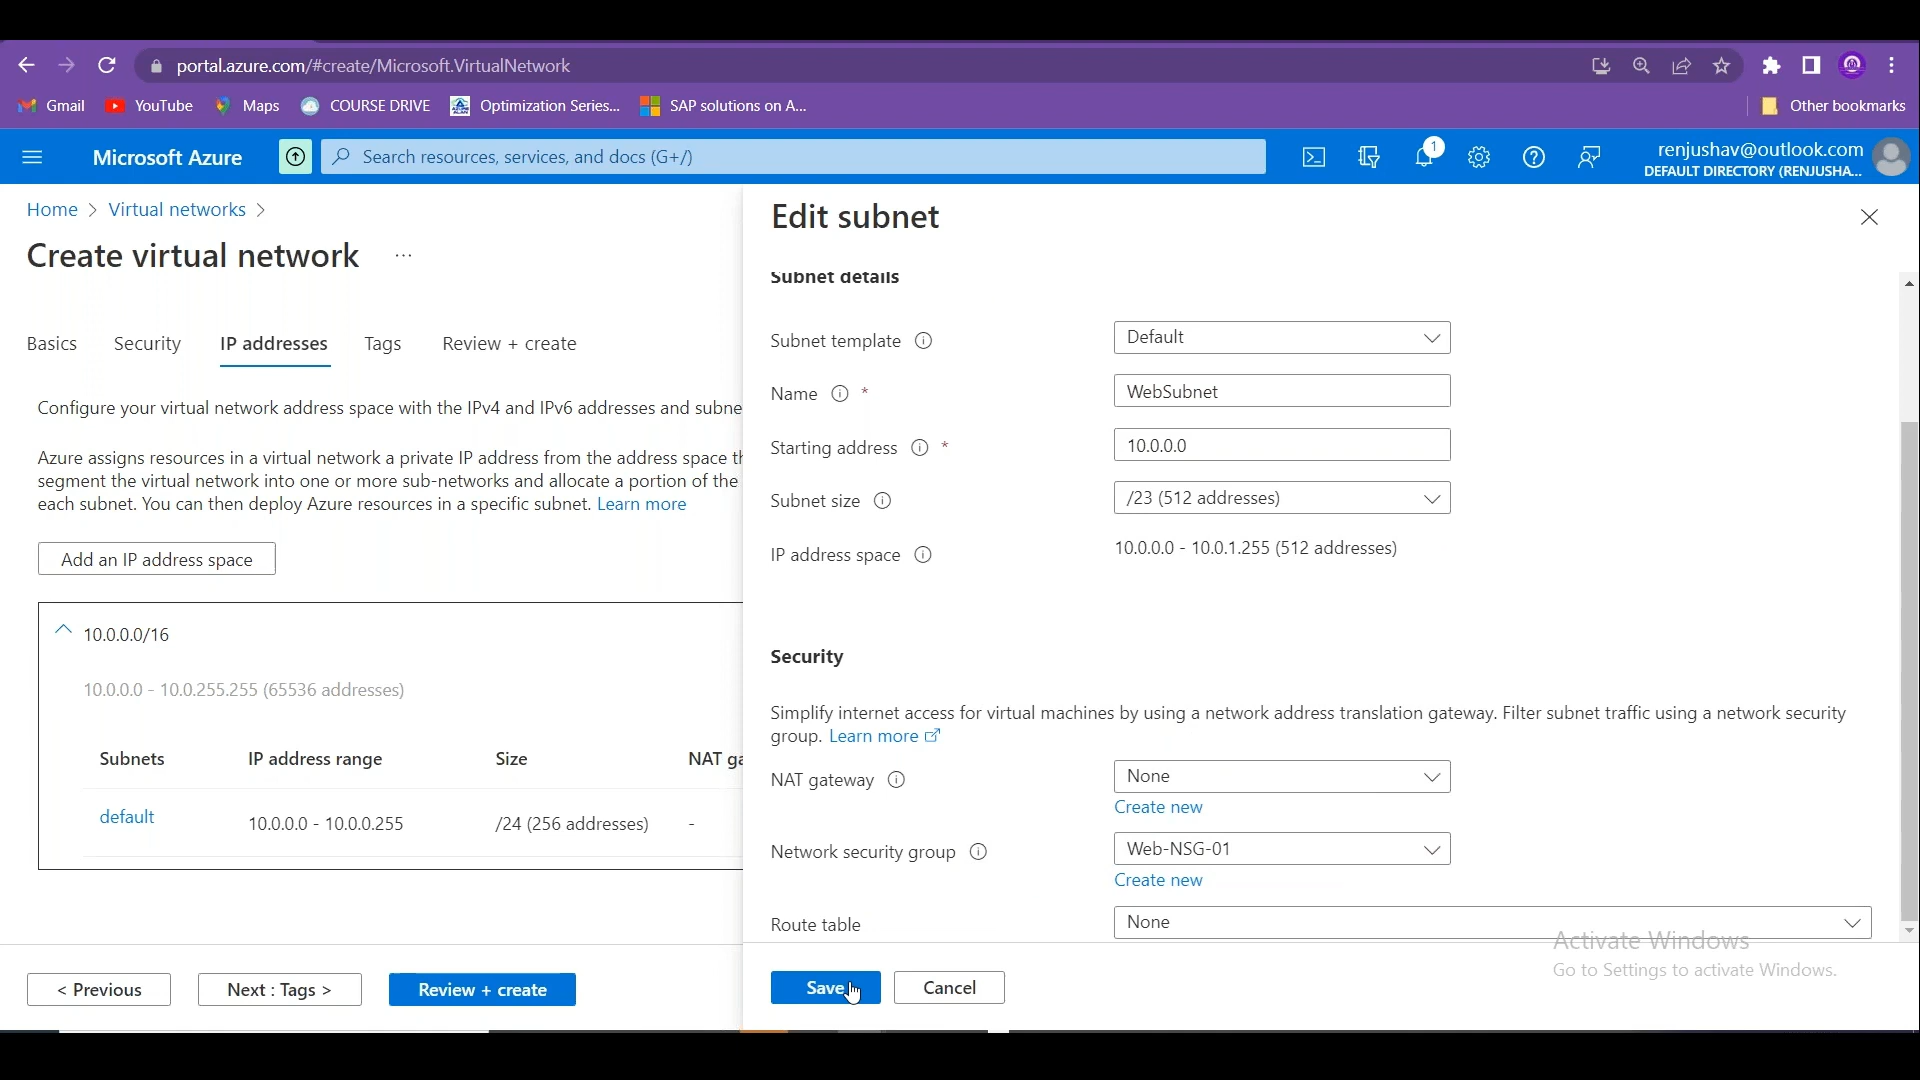 portal.azure.com/#create/Microsoft.VirtualNetwork
Gmail YouTube Maps COURSE DRIVE Optimization Series... SAP solutions on A... Other bookmarks
Microsoft Azure
Search resources, services, and docs (G+/)
1
renjushav@outlook.com
DEFAULT DIRECTORY (RENJUSHA...
Home > Virtual networks >
Create virtual network ...
Basics Security IP addresses Tags Review + create
Configure your virtual network address space with the IPv4 and IPv6 addresses and subne
Azure assigns resources in a virtual network a private IP address from the address space th
segment the virtual network into one or more sub-networks and allocate a portion of the
each subnet. You can then deploy Azure resources in a specific subnet. Learn more
Add an IP address space
10.0.0.0/16
10.0.0.0 - 10.0.255.255 (65536 addresses)
Subnets IP address range Size NAT ga
default 10.0.0.0 - 10.0.0.255 /24 (256 addresses) -
< Previous Next : Tags > Review + create
Edit subnet
Subnet details
Subnet template Default
Name * WebSubnet
Starting address * 10.0.0.0
Subnet size /23 (512 addresses)
IP address space 10.0.0.0 - 10.0.1.255 (512 addresses)
Security
Simplify internet access for virtual machines by using a network address translation gateway. Filter subnet traffic using a network security
group. Learn more
NAT gateway None
Create new
Network security group Web-NSG-01
Create new
Route table None
Save Cancel
Activate Windows
Go to Settings to activate Windows.